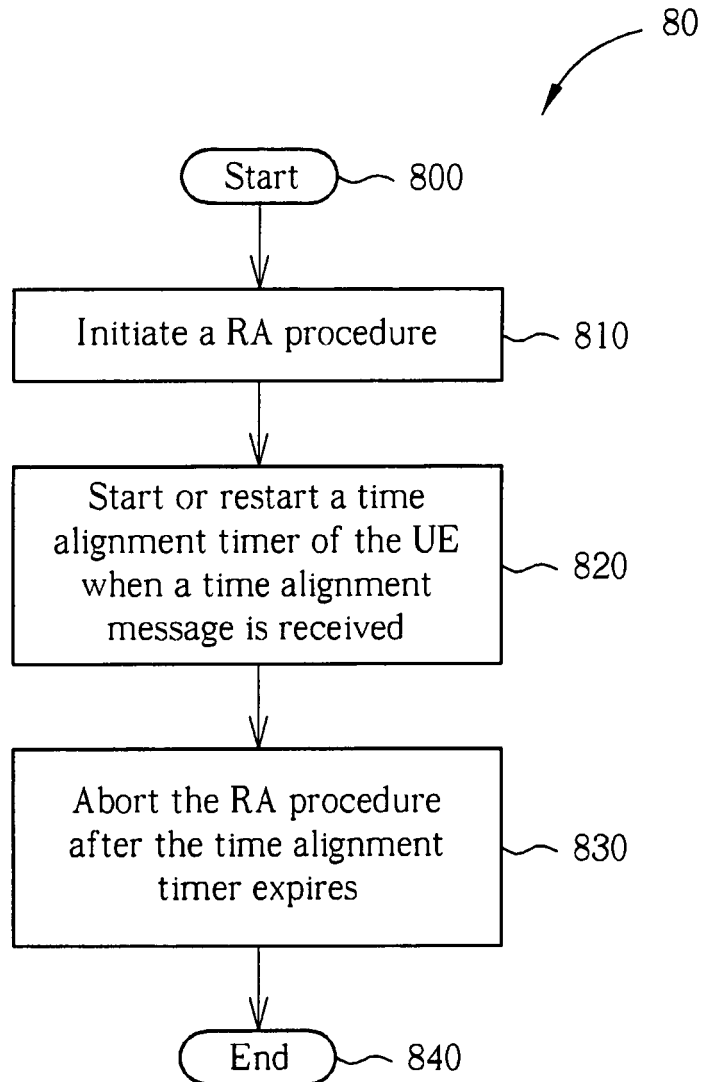 80
Start
800
Initiate a RA procedure
810
Start or restart a time
alignment timer of the UE
when a time alignment
message is received
820
Abort the RA procedure
after the time alignment
timer expires
830
End
840